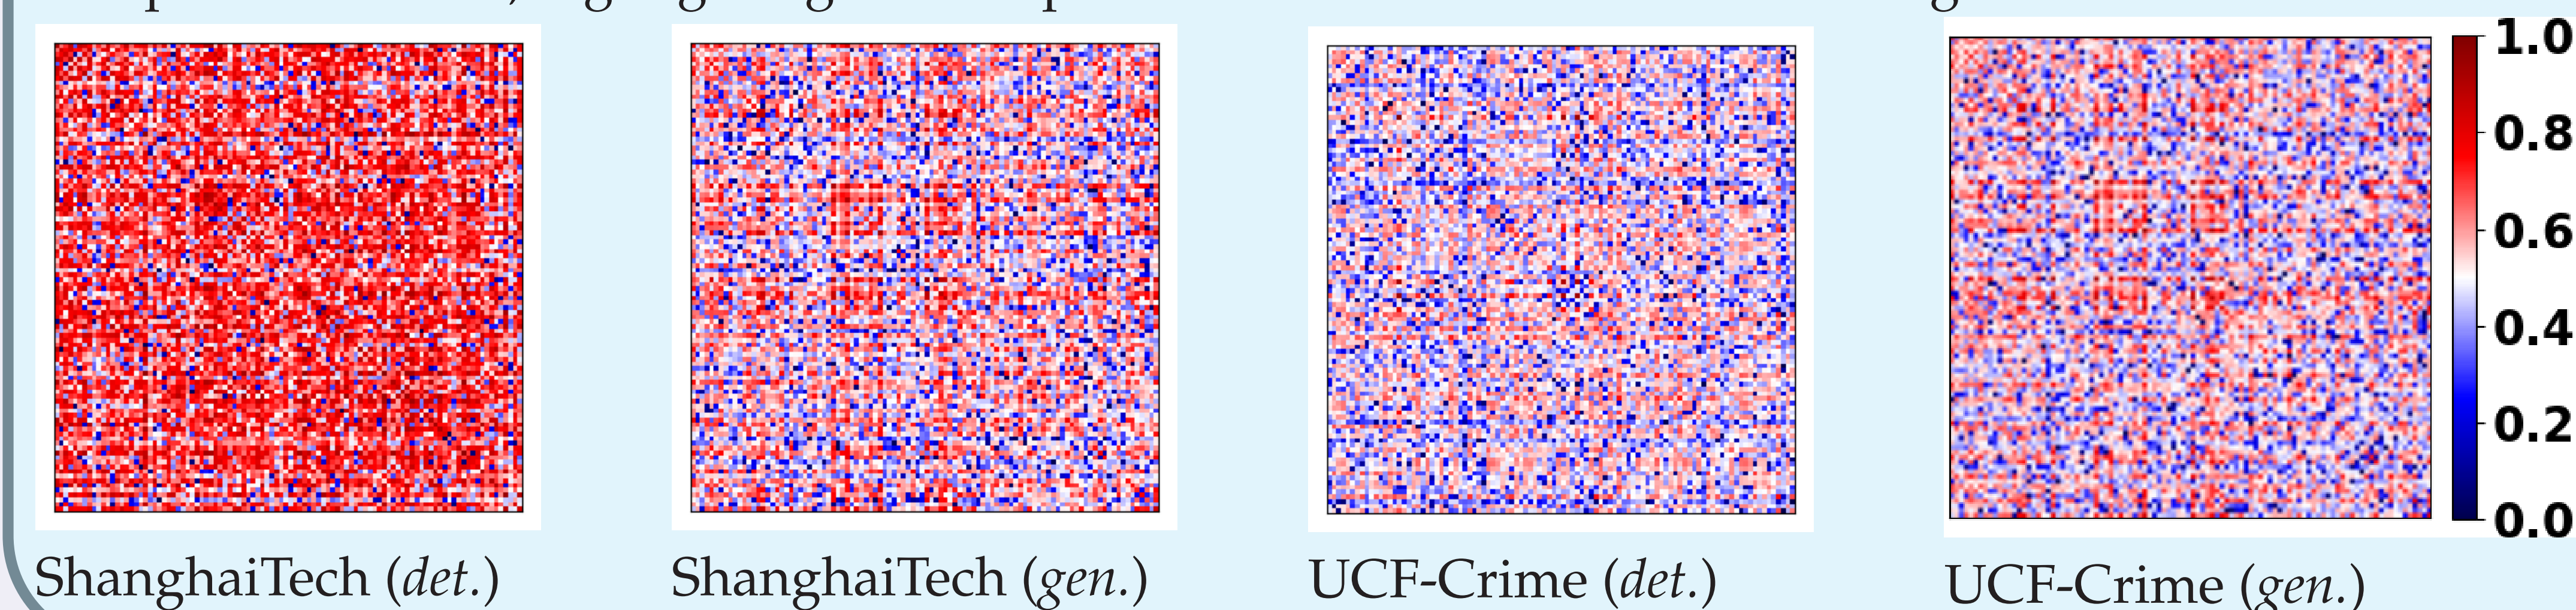 1.0
0.8
0.6
0.4
0.2
0.0
ShanghaiTech (det.)
ShanghaiTech (gen.)
UCF-Crime (det.)
UCF-Crime (gen.)